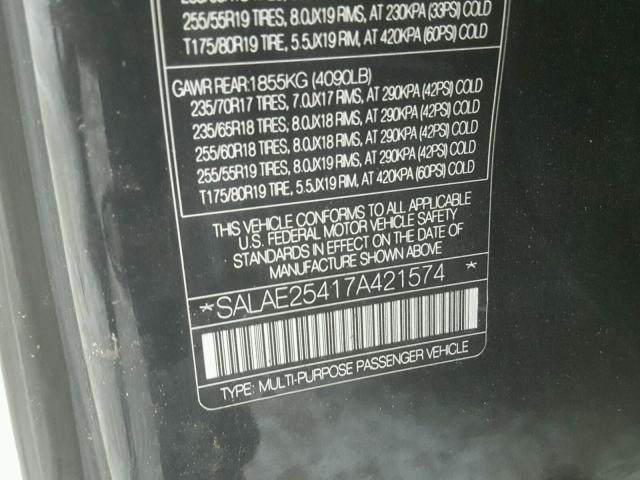 255/55R19 TIRES, 8.0JX19 RIMS, AT 230KPA (33PSI) COLD
T175/80R19 TIRE, 5.5JX19 RIM, AT 420KPA (60PSI) COLD
GAWR REAR:1855KG (4090LB)
235/70R17 TIRES, 7.0JX17 RIMS, AT 290KPA (42PSI) COLD
235/65R18 TIRES, 8.0JX18 RIMS, AT 290KPA (42PSI) COLD
255/60R18 TIRES, 8.0JX18 RIMS, AT 290KPA (42PSI) COLD
255/55R19 TIRES, 8.0JX19 RIMS, AT 290KPA (42PSI) COLD
T175/80R19 TIRE, 5.5JX19 RIM, AT 420KPA (60PSI) COLD
THIS VEHICLE CONFORMS TO ALL APPLICABLE
U.S. FEDERAL MOTOR VEHICLE SAFETY
STANDARDS IN EFFECT ON THE DATE OF
MANUFACTURE SHOWN ABOVE
*SALAE25417A421574*
TYPE: MULTI-PURPOSE PASSENGER VEHICLE